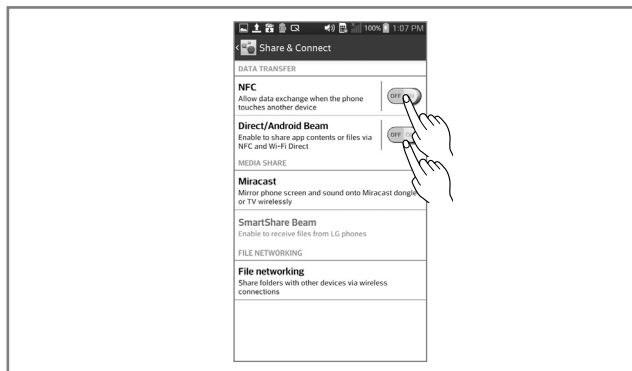 100% 1:07 PM
Share & Connect
DATA TRANSFER
NFC
Allow data exchange when the phone
touches another device
OFF
Direct/Android Beam
Enable to share app contents or files via
NFC and Wi-Fi Direct
OFF
MEDIA SHARE
Miracast
Mirror phone screen and sound onto Miracast dongle
or TV wirelessly
SmartShare Beam
Enable to receive files from LG phones
FILE NETWORKING
File networking
Share folders with other devices via wireless
connections